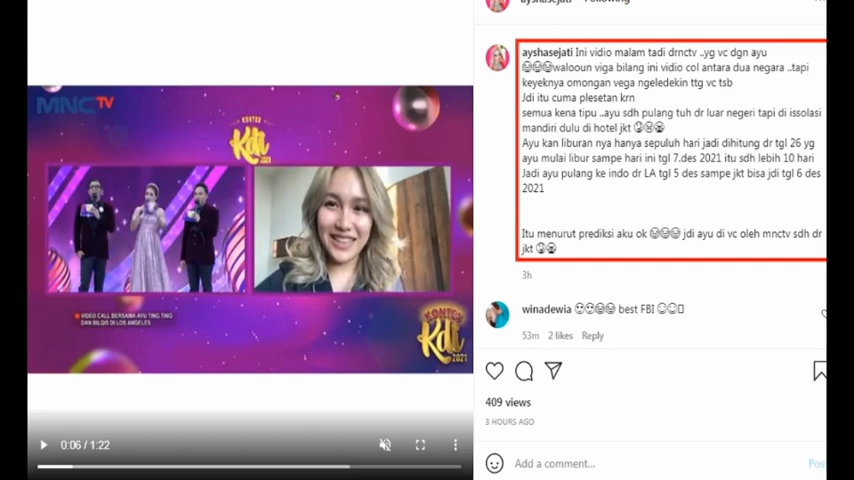 ayshasejati Following
MNCTV
KONTES
KDI
2021
VIDEO CALL BERSAMA AYU TING TING
DAN BILQIS DI LOS ANGELES
KONTES
Kdi
2021
0:06 / 1:22
ayshasejati Ini vidio malam tadi drnctv ..yg vc dgn ayu
walooun viga bilang ini vidio col antara dua negara ..tapi
keyeknya omongan vega ngeledekin ttg vc tsb
Jdi itu cuma plesetan krn
semua kena tipu ..ayu sdh pulang tuh dr luar negeri tapi di issolasi
mandiri dulu di hotel jkt
Ayu kan liburan nya hanya sepuluh hari jadi dihitung dr tgl 26 yg
ayu mulai libur sampe hari ini tgl 7.des 2021 itu sdh lebih 10 hari
Jadi ayu pulang ke indo dr LA tgl 5 des sampe jkt bisa jdi tgl 6 des
2021
Itu menurut prediksi aku ok jdi ayu di vc oleh mnctv sdh dr
jkt
3h
winadewia best FBI
53m 2 likes Reply
409 views
3 HOURS AGO
Add a comment...
Pos